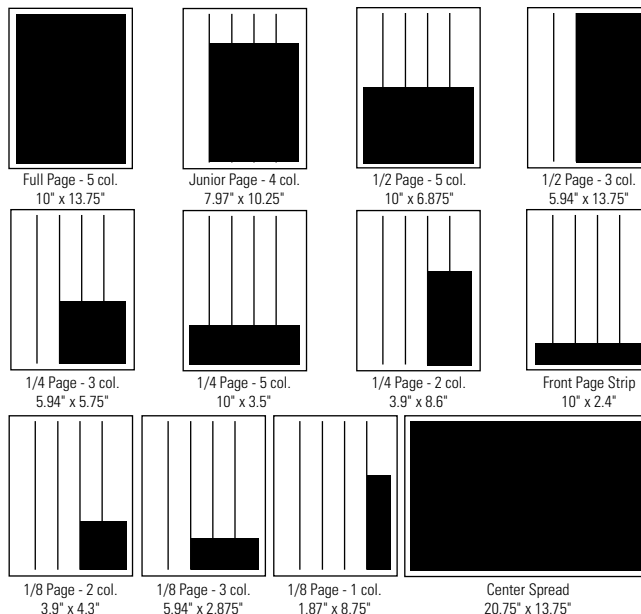 Full Page - 5 col.
10" x 13.75"
Junior Page - 4 col.
7.97" x 10.25"
1/2 Page - 5 col.
10" x 6.875"
1/2 Page - 3 col.
5.94" x 13.75"
1/4 Page - 3 col.
5.94" x 5.75"
1/4 Page - 5 col.
10" x 3.5"
1/4 Page - 2 col.
3.9" x 8.6"
Front Page Strip
10" x 2.4"
1/8 Page - 2 col.
3.9" x 4.3"
1/8 Page - 3 col.
5.94" x 2.875"
1/8 Page - 1 col.
1.87" x 8.75"
Center Spread
20.75" x 13.75"